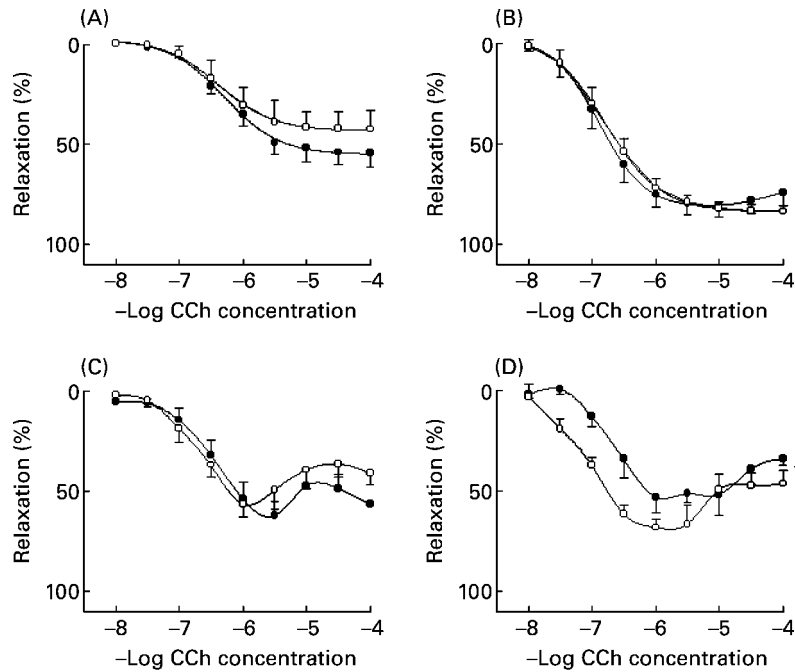 (A)
0
50
100
Relaxation (%)
–8 –7 –6 –5 –4
–Log CCh concentration
(B)
0
50
100
Relaxation (%)
–8 –7 –6 –5 –4
–Log CCh concentration
(C)
0
50
100
Relaxation (%)
–8 –7 –6 –5 –4
–Log CCh concentration
(D)
0
50
100
Relaxation (%)
–8 –7 –6 –5 –4
–Log CCh concentration